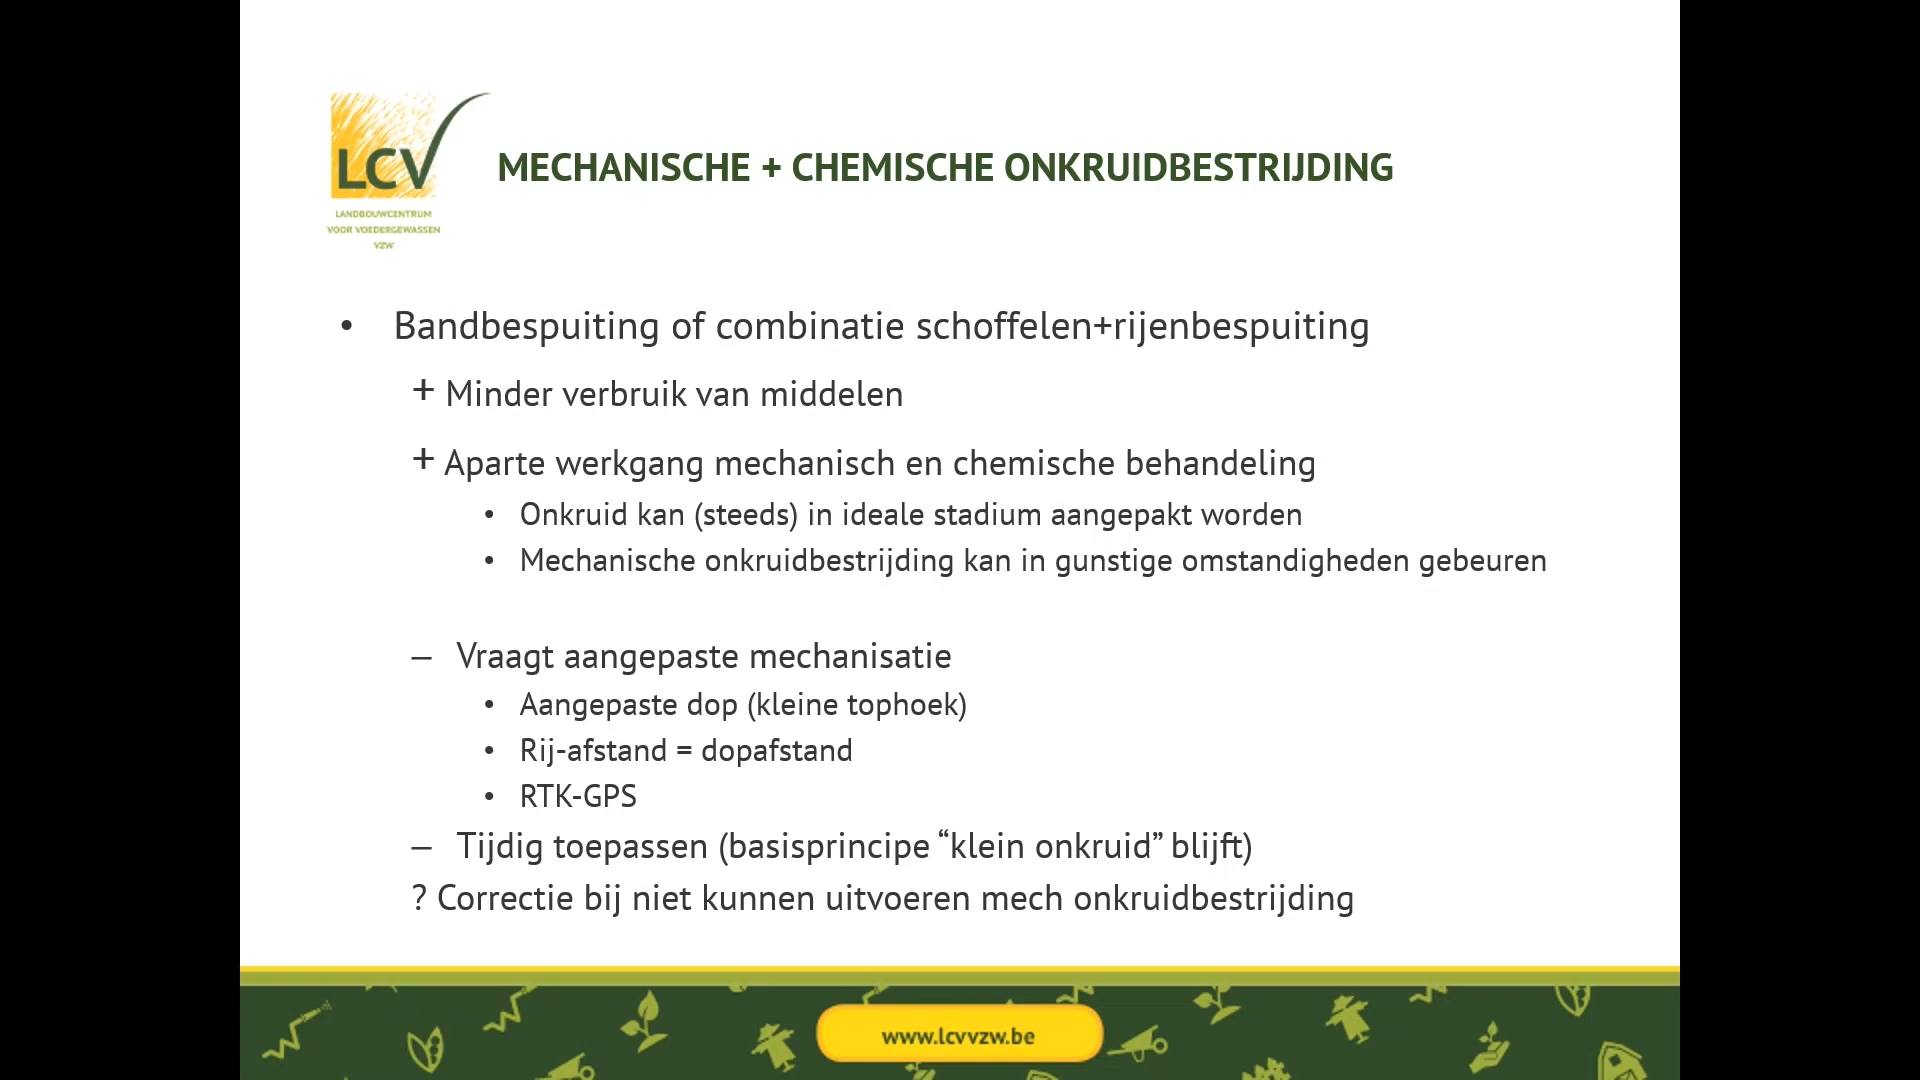 LCV
LANDBOUWCENTRUM
VOOR VOEDERGEWASSEN
VZW
MECHANISCHE + CHEMISCHE ONKRUIDBESTRIJDING
• Bandbespuiting of combinatie schoffelen+rijenbespuiting
+ Minder verbruik van middelen
+ Aparte werkgang mechanisch en chemische behandeling
• Onkruid kan (steeds) in ideale stadium aangepakt worden
• Mechanische onkruidbestrijding kan in gunstige omstandigheden gebeuren
– Vraagt aangepaste mechanisatie
• Aangepaste dop (kleine tophoek)
• Rij-afstand = dopafstand
• RTK-GPS
– Tijdig toepassen (basisprincipe “klein onkruid” blijft)
? Correctie bij niet kunnen uitvoeren mech onkruidbestrijding
www.lcvvzw.be